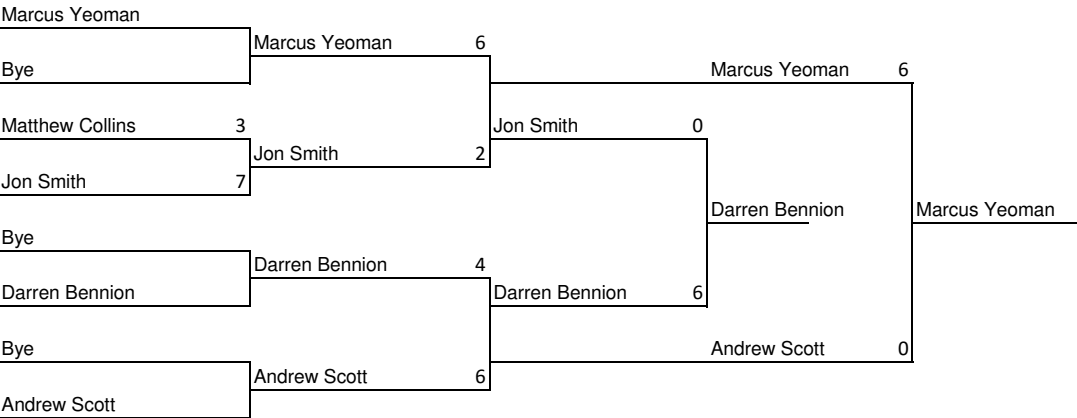 Marcus Yeoman
Marcus Yeoman 6
Bye
Marcus Yeoman 6
Matthew Collins 3
Jon Smith 0
Jon Smith 2
Jon Smith 7
Darren Bennion
Marcus Yeoman
Bye
Darren Bennion 4
Darren Bennion
Darren Bennion 6
Bye
Andrew Scott 0
Andrew Scott 6
Andrew Scott